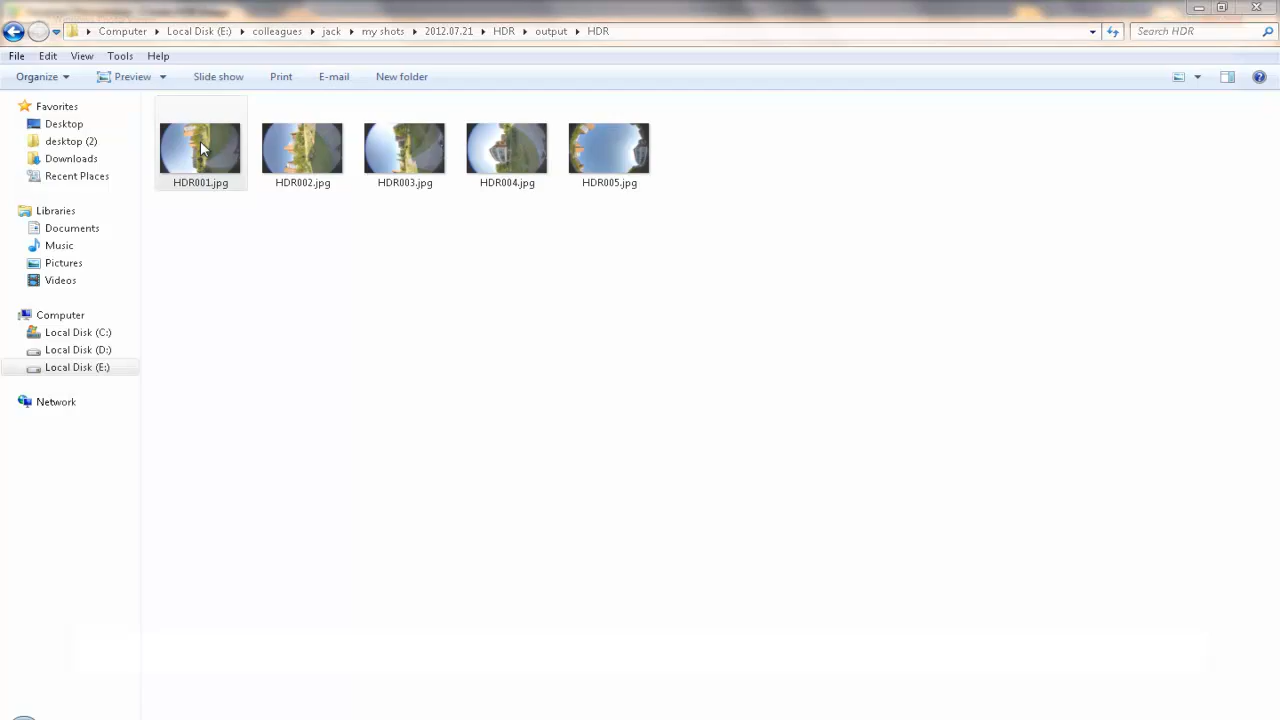 Computer Local Disk (E:) colleagues jack my shots 2012.07.21 HDR output HDR
Search HDR
File Edit View Tools Help
Organize Preview Slide show Print E-mail New folder
Favorites
Desktop
desktop (2)
Downloads
Recent Places
Libraries
Documents
Music
Pictures
Videos
Computer
Local Disk (C:)
Local Disk (D:)
Local Disk (E:)
Network
HDR001.jpg
HDR002.jpg
HDR003.jpg
HDR004.jpg
HDR005.jpg